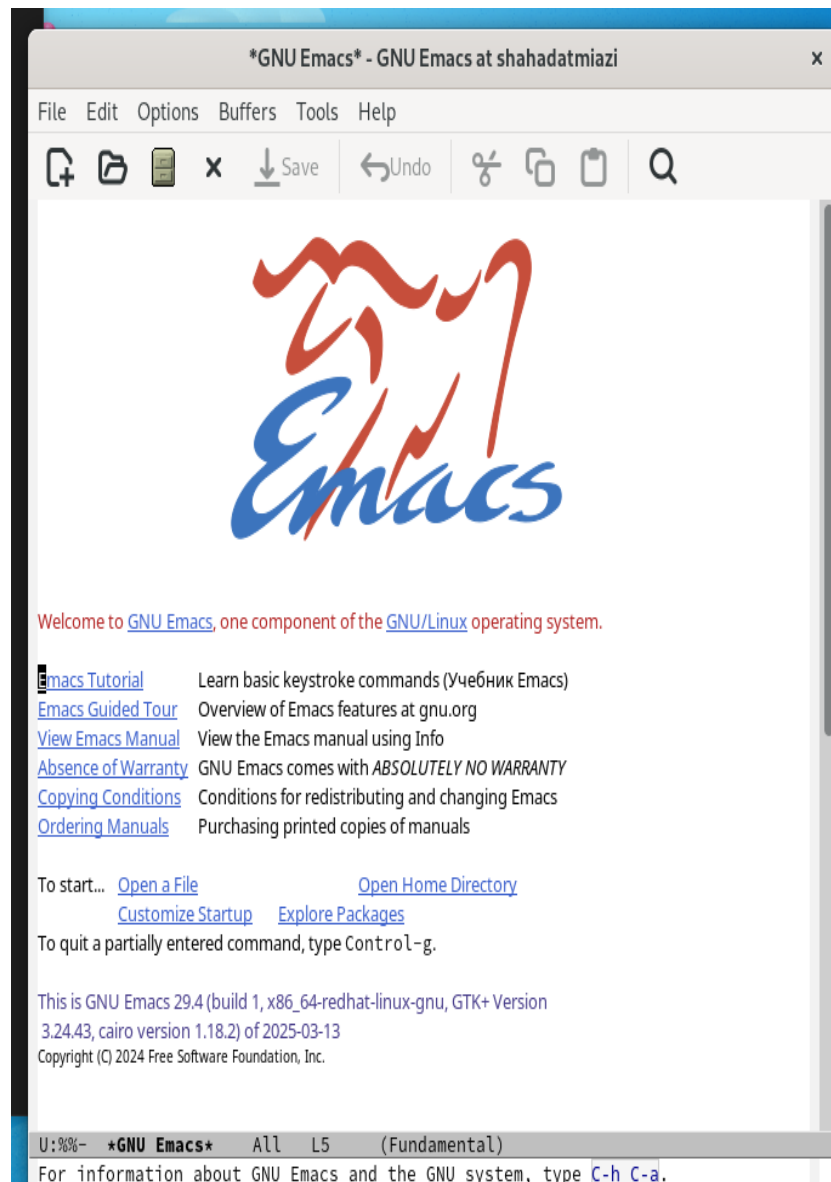 *GNU Emacs* - GNU Emacs at shahadatmiazi
File Edit Options Buffers Tools Help
Save Undo
Emacs
Welcome to GNU Emacs, one component of the GNU/Linux operating system.
Emacs Tutorial Learn basic keystroke commands (Учебник Emacs)
Emacs Guided Tour Overview of Emacs features at gnu.org
View Emacs Manual View the Emacs manual using Info
Absence of Warranty GNU Emacs comes with ABSOLUTELY NO WARRANTY
Copying Conditions Conditions for redistributing and changing Emacs
Ordering Manuals Purchasing printed copies of manuals
To start... Open a File Open Home Directory
Customize Startup Explore Packages
To quit a partially entered command, type Control-g.
This is GNU Emacs 29.4 (build 1, x86_64-redhat-linux-gnu, GTK+ Version
3.24.43, cairo version 1.18.2) of 2025-03-13
Copyright (C) 2024 Free Software Foundation, Inc.
U:%%- *GNU Emacs* All L5 (Fundamental)
For information about GNU Emacs and the GNU system, type C-h C-a.